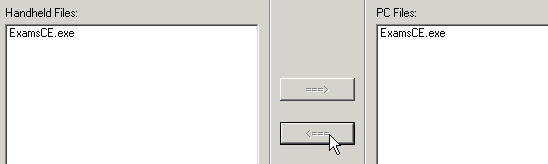 Handheld Files:
ExamsCE.exe
===>
<===
PC Files:
ExamsCE.exe